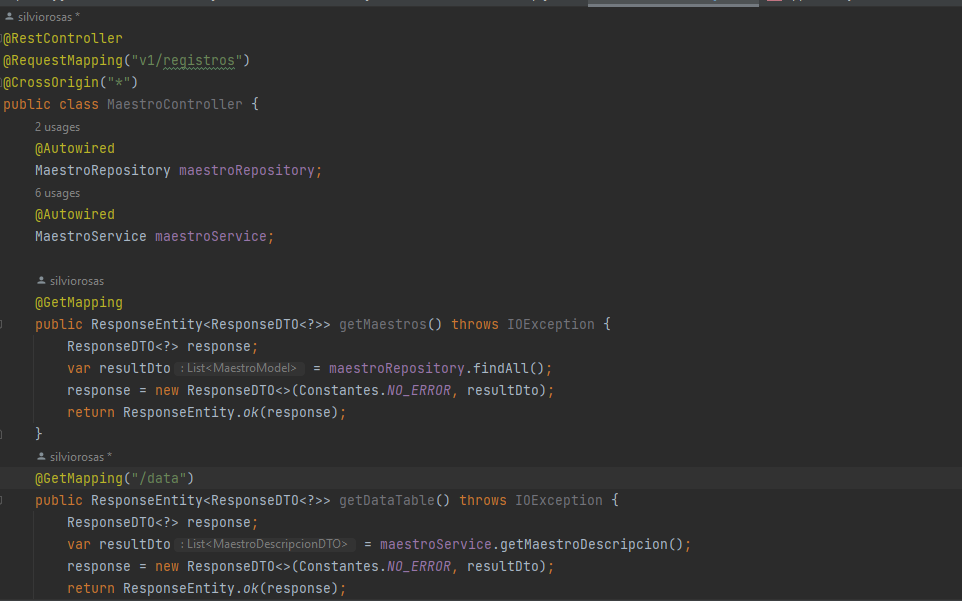 silviorosas *
@RestController
@RequestMapping("v1/registros")
@CrossOrigin("*")
public class MaestroController {
2 usages
@Autowired
MaestroRepository maestroRepository;
6 usages
@Autowired
MaestroService maestroService;
silviorosas
@GetMapping
public ResponseEntity<ResponseDTO<?>> getMaestros() throws IOException {
ResponseDTO<?> response;
var resultDto : List<MaestroModel> = maestroRepository.findAll();
response = new ResponseDTO<>(Constantes.NO_ERROR, resultDto);
return ResponseEntity.ok(response);
}
silviorosas *
@GetMapping("/data")
public ResponseEntity<ResponseDTO<?>> getDataTable() throws IOException {
ResponseDTO<?> response;
var resultDto : List<MaestroDescripcionDTO> = maestroService.getMaestroDescripcion();
response = new ResponseDTO<>(Constantes.NO_ERROR, resultDto);
return ResponseEntity.ok(response);